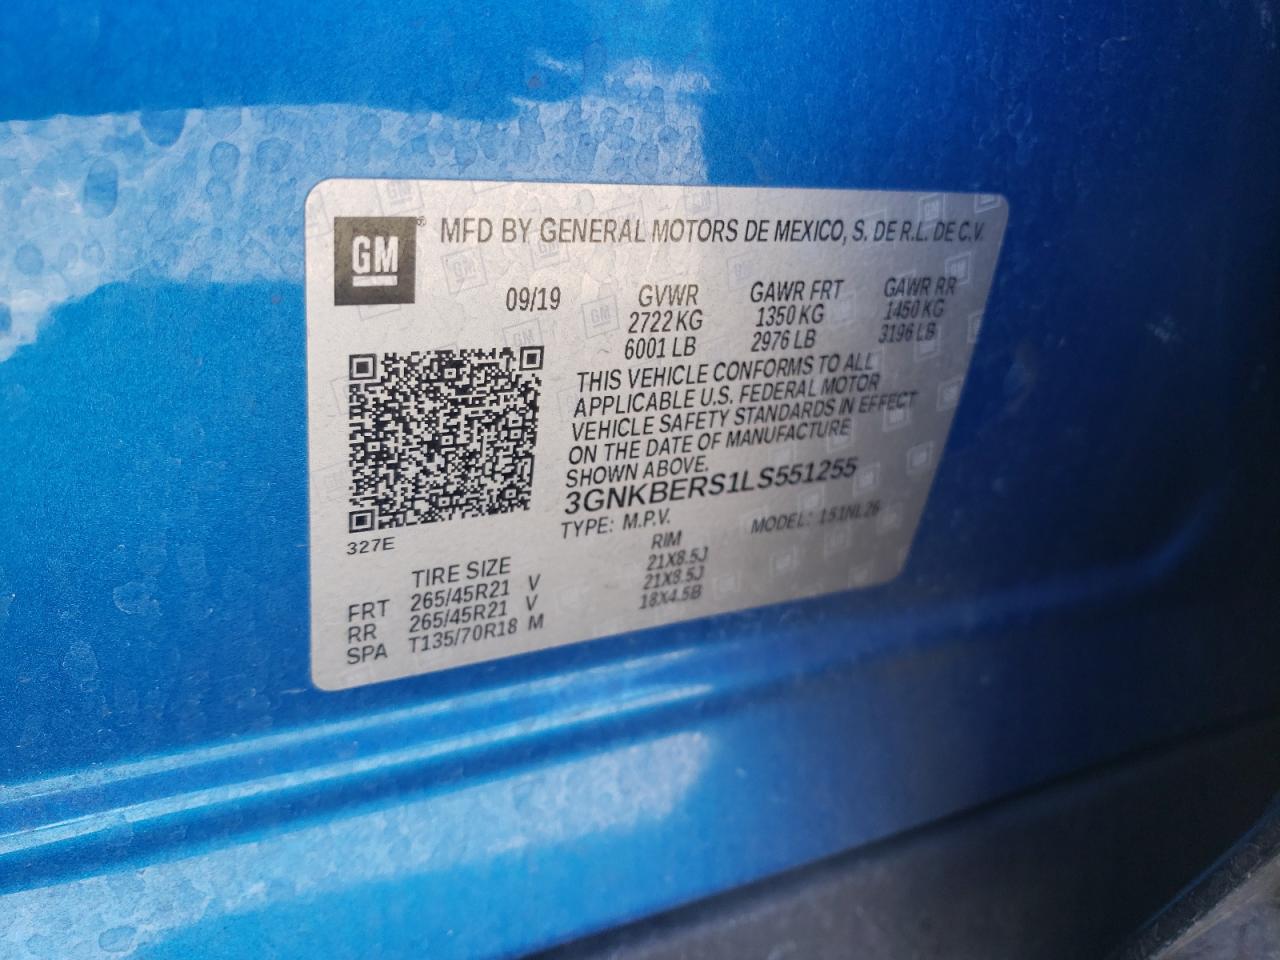 GM® MFD BY GENERAL MOTORS DE MEXICO, S. DE R.L. DE C.V.
09/19 GVWR GAWR FRT GAWR RR
2722 KG 1350 KG 1450 KG
6001 LB 2976 LB 3196 LB
THIS VEHICLE CONFORMS TO ALL
APPLICABLE U.S. FEDERAL MOTOR
VEHICLE SAFETY STANDARDS IN EFFECT
ON THE DATE OF MANUFACTURE
SHOWN ABOVE.
3GNKBERS1LS551255
TYPE: M.P.V. MODEL: 151NL26
327E
TIRE SIZE RIM
FRT 265/45R21 V 21X8.5J
RR 265/45R21 V 21X8.5J
SPA T135/70R18 M 18X4.5B